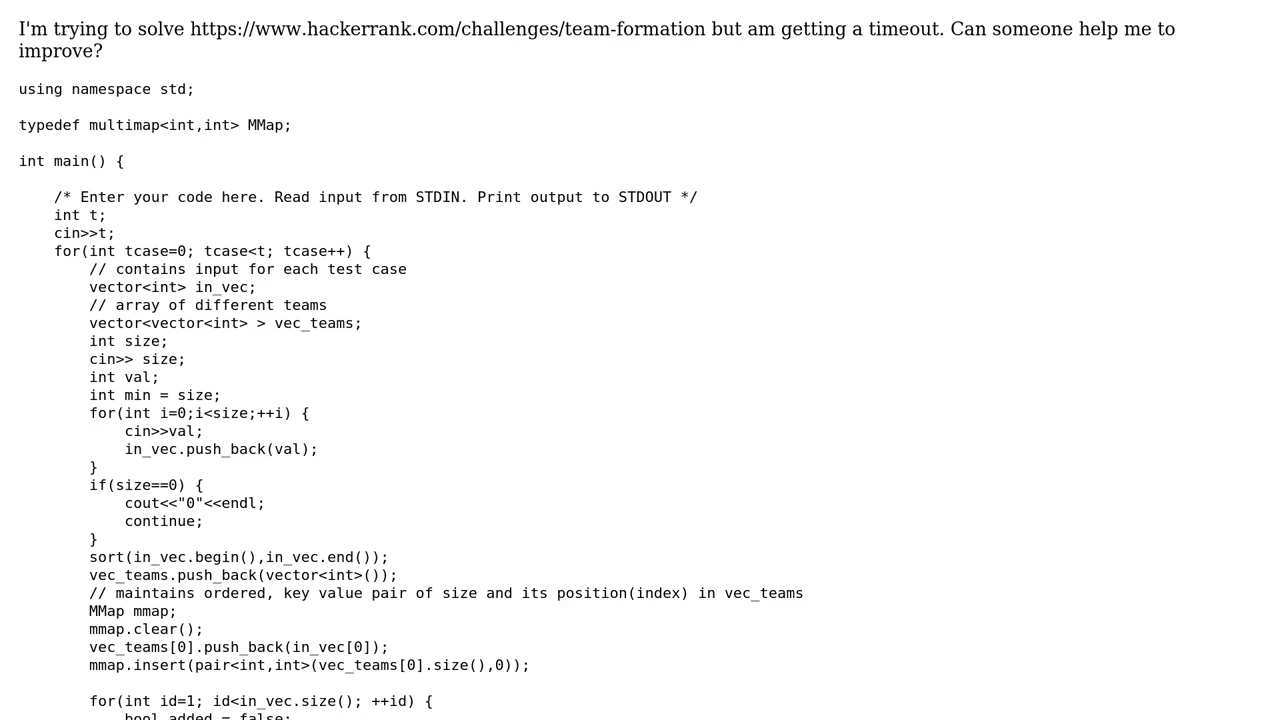 I'm trying to solve https://www.hackerrank.com/challenges/team-formation but am getting a timeout. Can someone help me to
improve?
using namespace std;
typedef multimap<int,int> MMap;
int main() {
    /* Enter your code here. Read input from STDIN. Print output to STDOUT */
    int t;
    cin>>t;
    for(int tcase=0; tcase<t; tcase++) {
        // contains input for each test case
        vector<int> in_vec;
        // array of different teams
        vector<vector<int> > vec_teams;
        int size;
        cin>> size;
        int val;
        int min = size;
        for(int i=0;i<size;++i) {
            cin>>val;
            in_vec.push_back(val);
        }
        if(size==0) {
            cout<<"0"<<endl;
            continue;
        }
        sort(in_vec.begin(),in_vec.end());
        vec_teams.push_back(vector<int>());
        // maintains ordered, key value pair of size and its position(index) in vec_teams
        MMap mmap;
        mmap.clear();
        vec_teams[0].push_back(in_vec[0]);
        mmap.insert(pair<int,int>(vec_teams[0].size(),0));
        for(int id=1; id<in_vec.size(); ++id) {
            bool added = false;